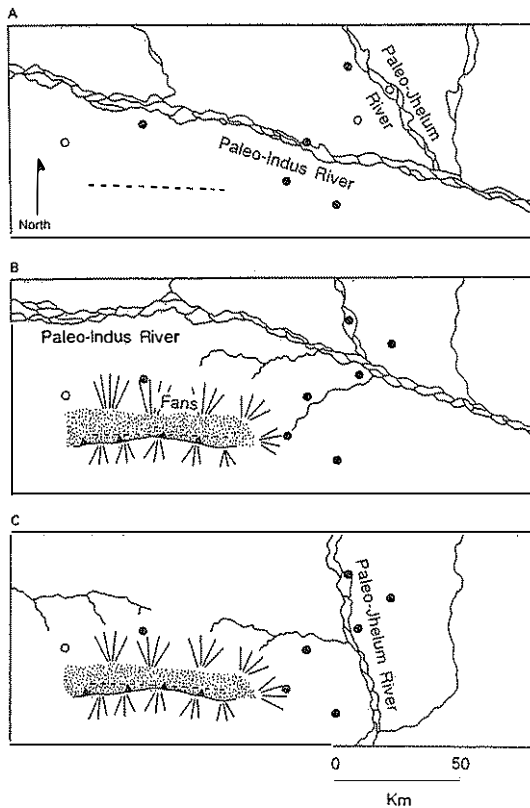 A
Paleo-Jhelum
River
Paleo-Indus River
North
B
Paleo-Indus River
Fans
C
Paleo-Jhelum River
0 50
Km